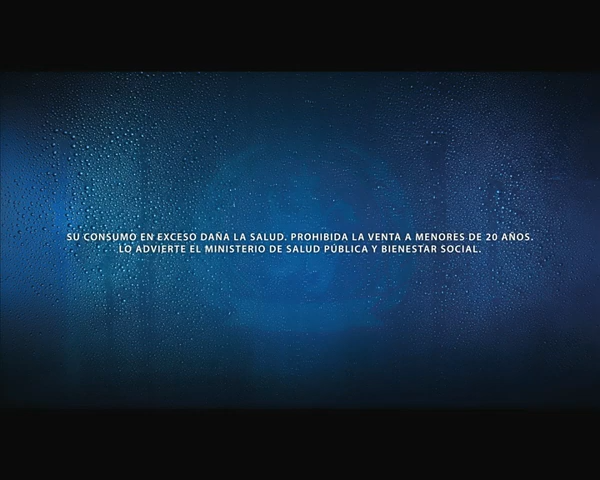 SU CONSUMO EN EXCESO DAÑA LA SALUD. PROHIBIDA LA VENTA A MENORES DE 20 AÑOS.
LO ADVIERTE EL MINISTERIO DE SALUD PÚBLICA Y BIENESTAR SOCIAL.